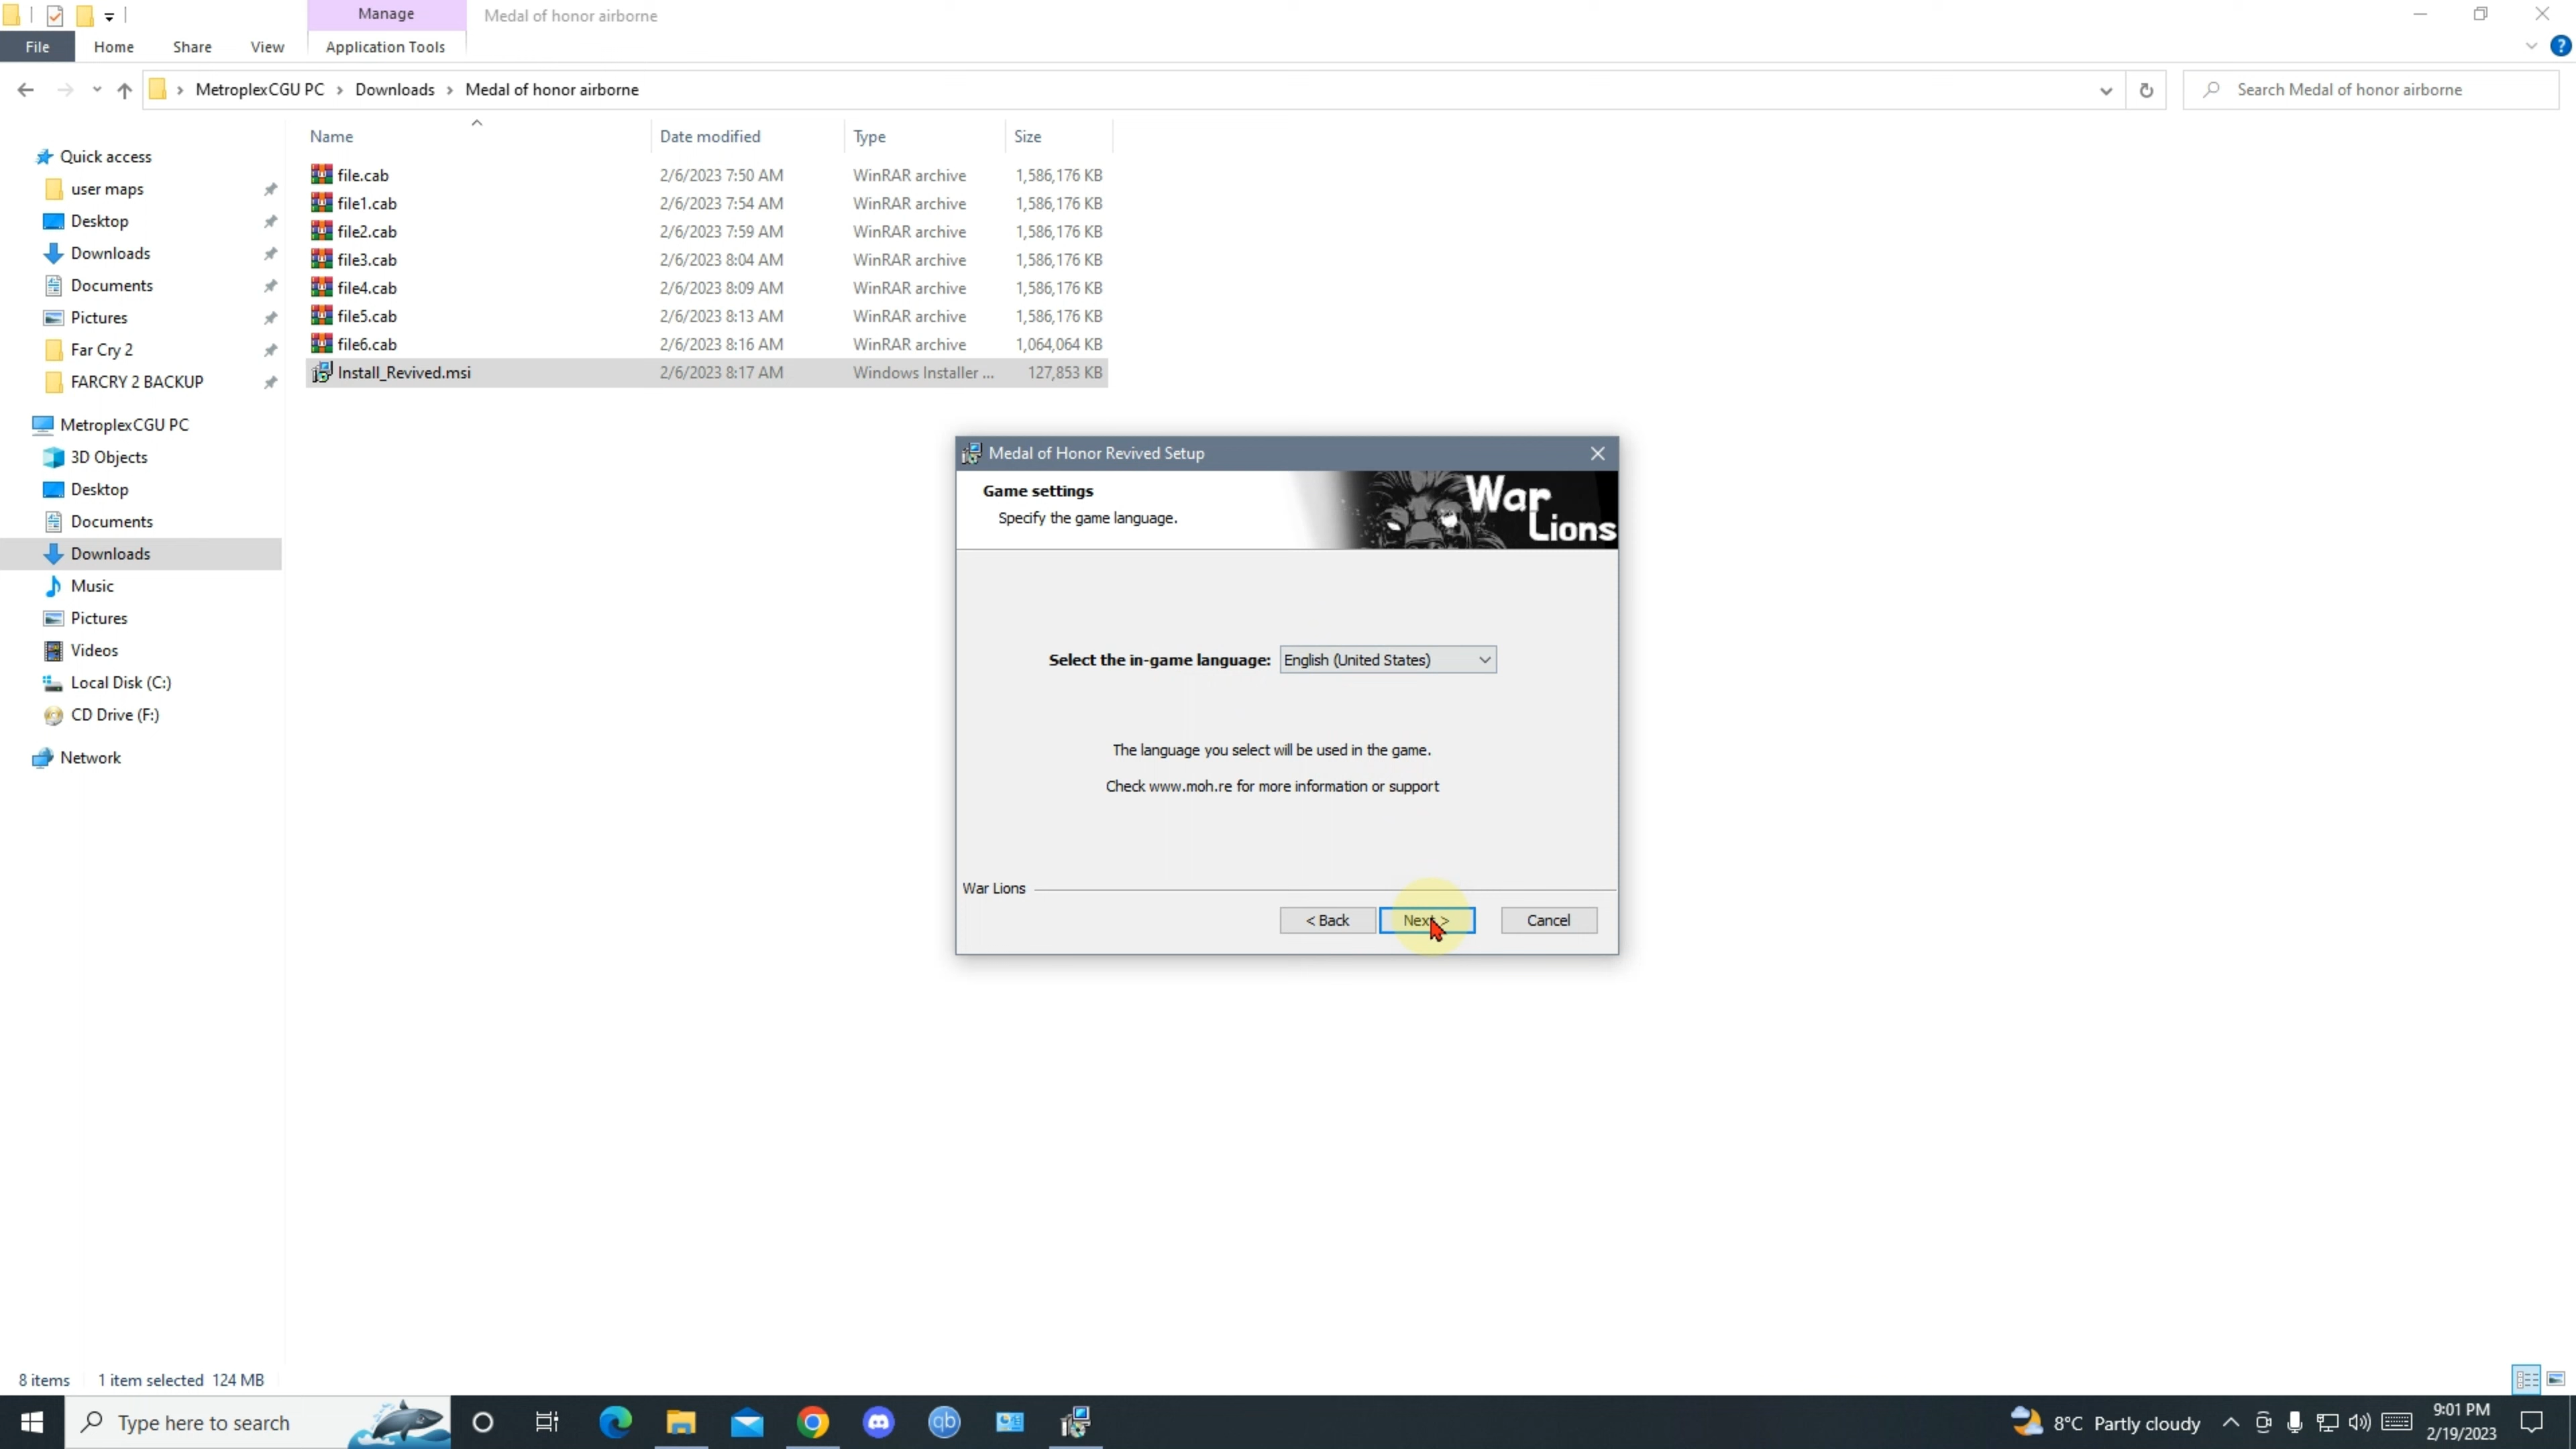 Manage
Medal of honor airborne
File
Home
Share
View
Application Tools
MetroplexCGU PC
Downloads
Medal of honor airborne
Search Medal of honor airborne
Name
Date modified
Type
Size
Quick access
user maps
Desktop
Downloads
Documents
Pictures
Far Cry 2
FARCRY 2 BACKUP
MetroplexCGU PC
3D Objects
Desktop
Documents
Downloads
Music
Pictures
Videos
Local Disk (C:)
CD Drive (F:)
Network
file.cab 2/6/2023 7:50 AM WinRAR archive 1,586,176 KB
file1.cab 2/6/2023 7:54 AM WinRAR archive 1,586,176 KB
file2.cab 2/6/2023 7:59 AM WinRAR archive 1,586,176 KB
file3.cab 2/6/2023 8:04 AM WinRAR archive 1,586,176 KB
file4.cab 2/6/2023 8:09 AM WinRAR archive 1,586,176 KB
file5.cab 2/6/2023 8:13 AM WinRAR archive 1,586,176 KB
file6.cab 2/6/2023 8:16 AM WinRAR archive 1,064,064 KB
Install_Revived.msi 2/6/2023 8:17 AM Windows Installer ... 127,853 KB
Medal of Honor Revived Setup
Game settings
Specify the game language.
War
Lions
Select the in-game language: English (United States)
The language you select will be used in the game.
Check www.moh.re for more information or support
War Lions
< Back
Next >
Cancel
8 items 1 item selected 124 MB
Type here to search
qb
8°C Partly cloudy
9:01 PM
2/19/2023